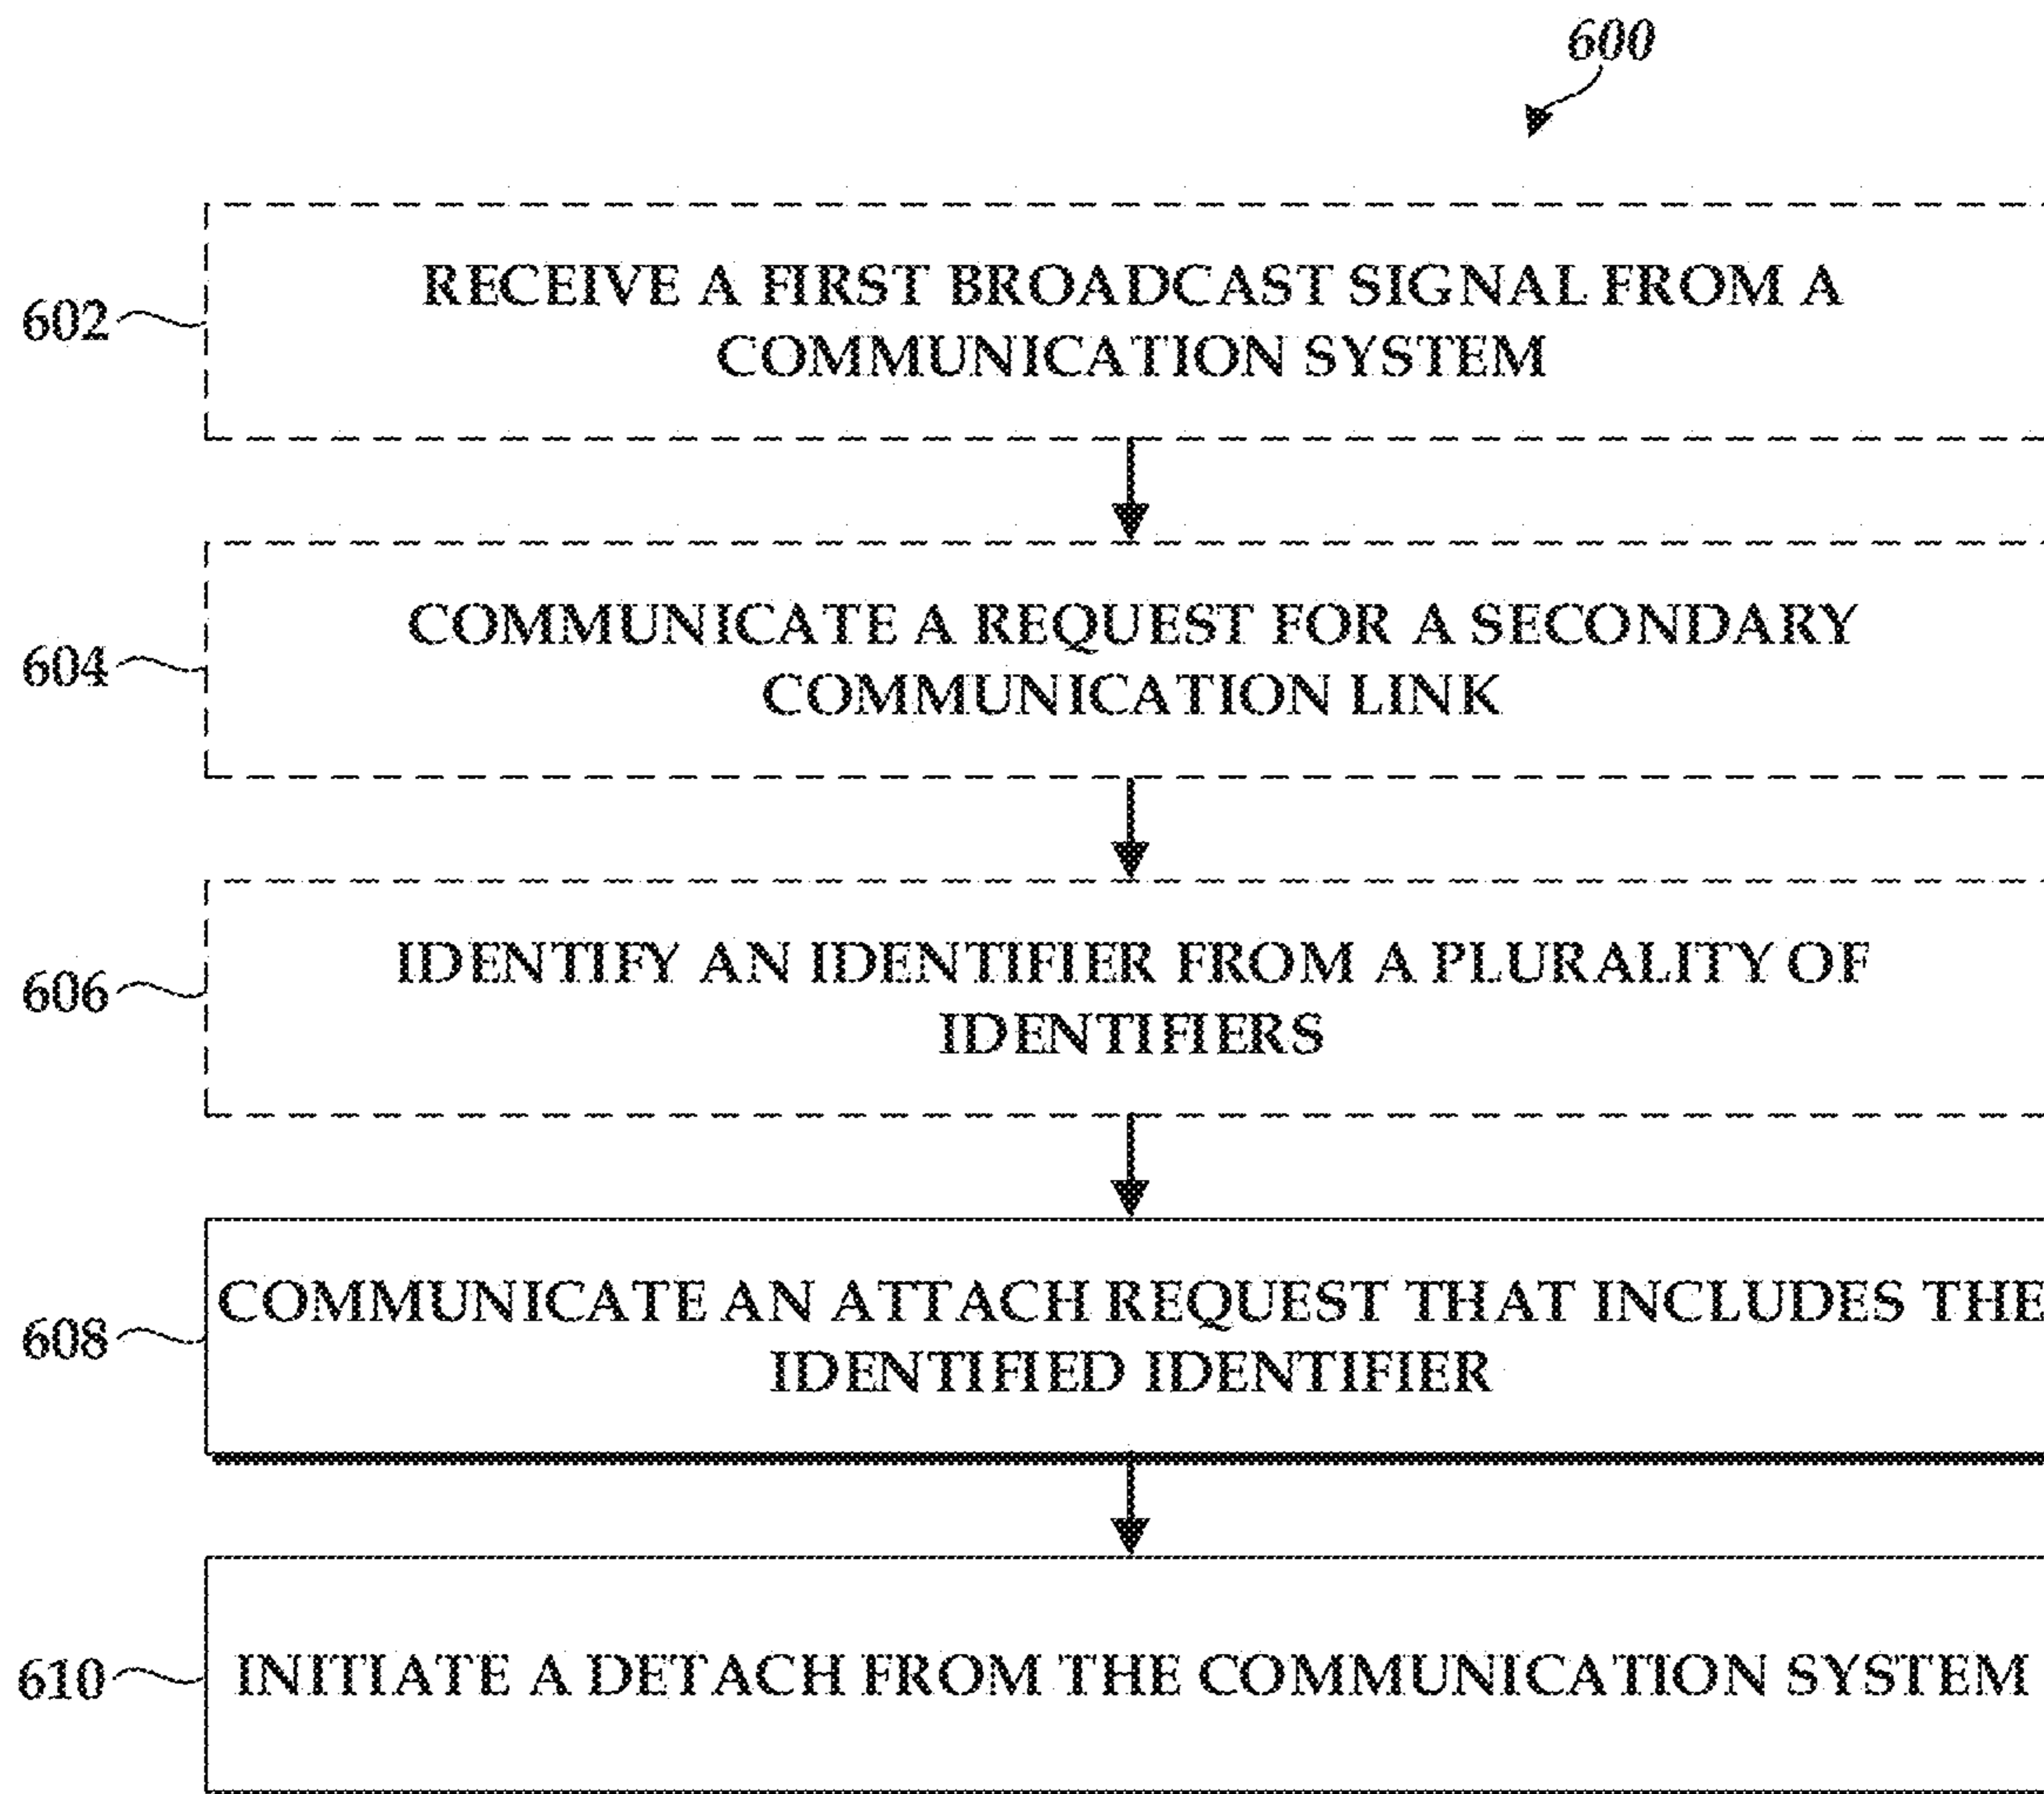 600
602
RECEIVE A FIRST BROADCAST SIGNAL FROM A
COMMUNICATION SYSTEM
604
COMMUNICATE A REQUEST FOR A SECONDARY
COMMUNICATION LINK
606
IDENTIFY AN IDENTIFIER FROM A PLURALITY OF
IDENTIFIERS
608
COMMUNICATE AN ATTACH REQUEST THAT INCLUDES THE
IDENTIFIED IDENTIFIER
610
INITIATE A DETACH FROM THE COMMUNICATION SYSTEM